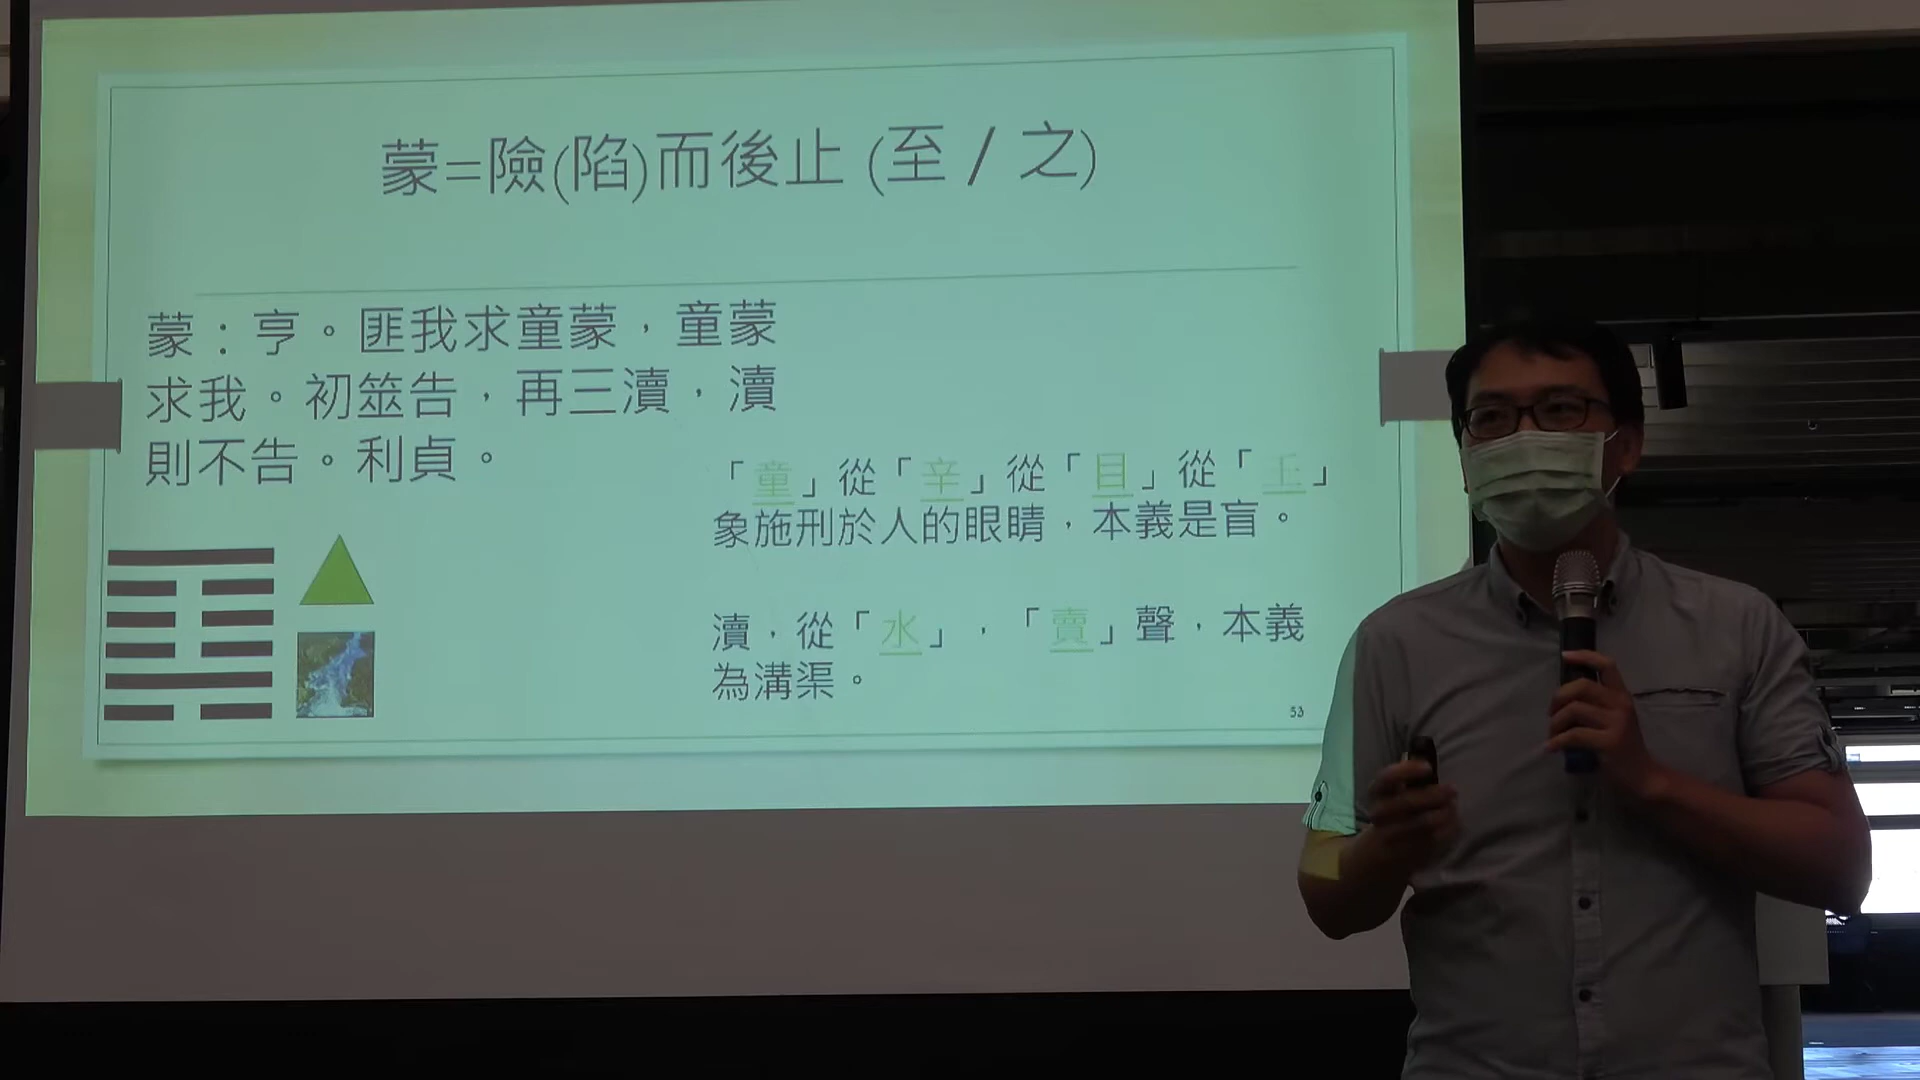 蒙=險(陷)而後止 (至 / 之)
蒙：亨。匪我求童蒙，童蒙
求我。初筮告，再三瀆，瀆
則不告。利貞。
「童」從「辛」從「目」從「𡈼」
象施刑於人的眼睛，本義是盲。
瀆，從「水」，「賣」聲，本義
為溝渠。
53